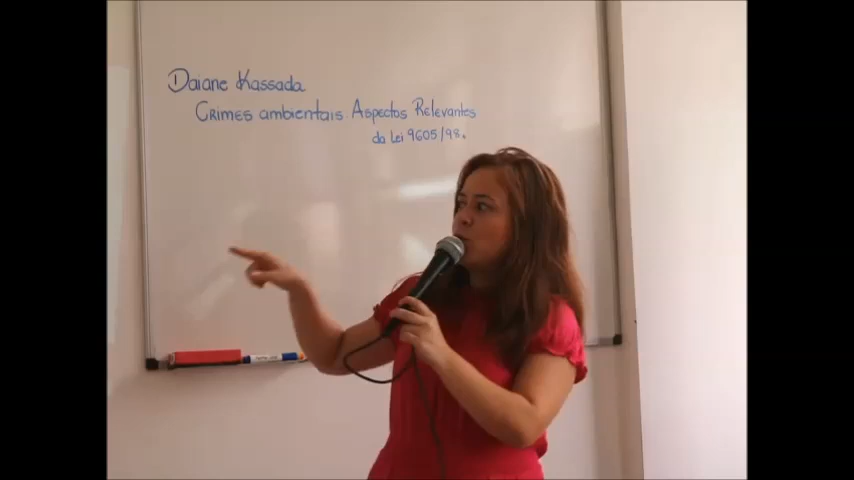 Daiane Kassada
Crimes ambientais Aspectos Relevantes
da Lei 9605/98.